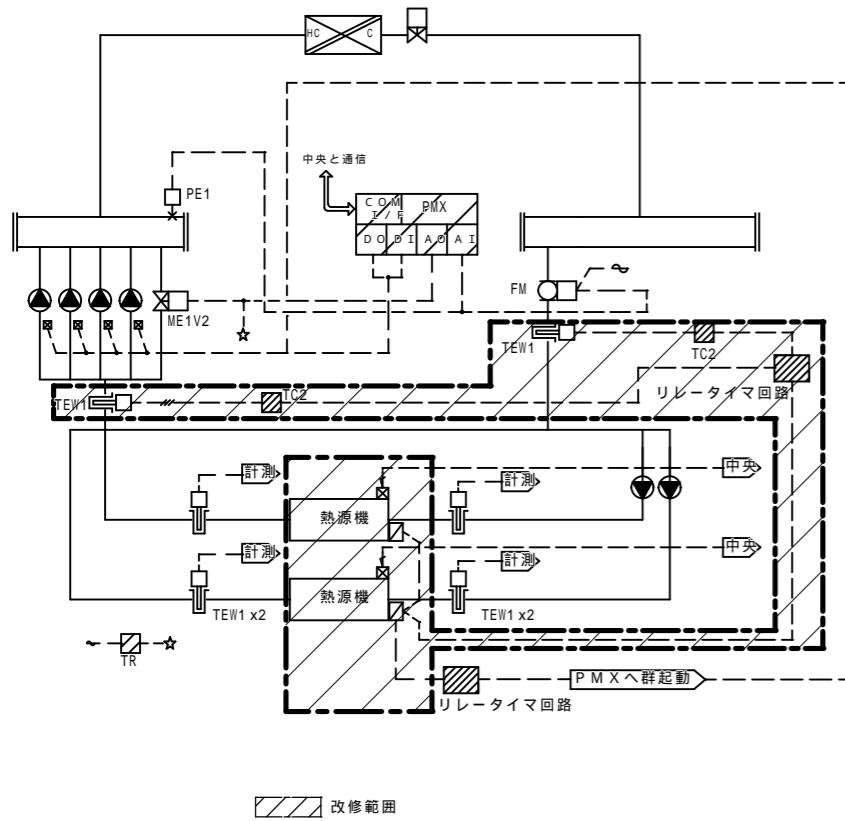 HC C
中央と通信
PE1
COM I/F PMX
DO DI AO AI
FM
ME1V2
TEW1
TC2
リレータイマ回路
TEW1
TC2
計測
計測
中央
熱源機
計測
計測
中央
熱源機
TEW1 x2
TEW1 x2
TR
PMXへ群起動
リレータイマ回路
改修範囲